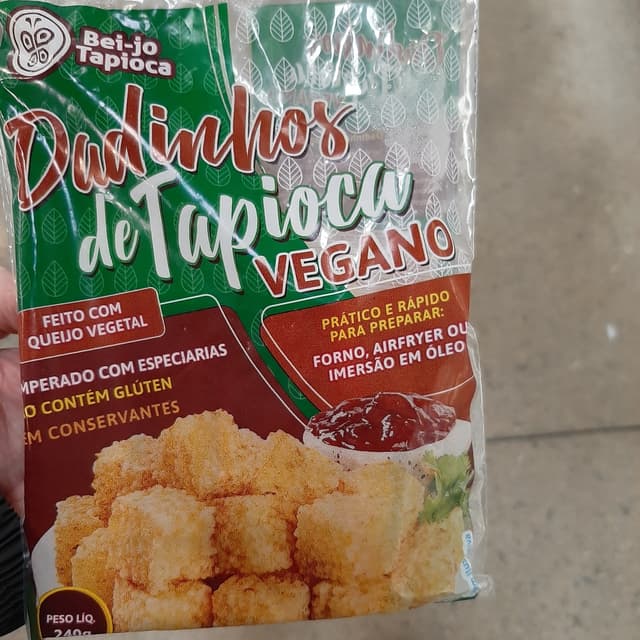 Bei-jo
Tapioca
Dadinhos
de Tapioca
VEGANO
FEITO COM
QUEIJO VEGETAL
MPERADO COM ESPECIARIAS
O CONTÉM GLÚTEN
EM CONSERVANTES
PRÁTICO E RÁPIDO
PARA PREPARAR:
FORNO, AIRFRYER OU
IMERSÃO EM ÓLEO
PESO LÍQ.
240g